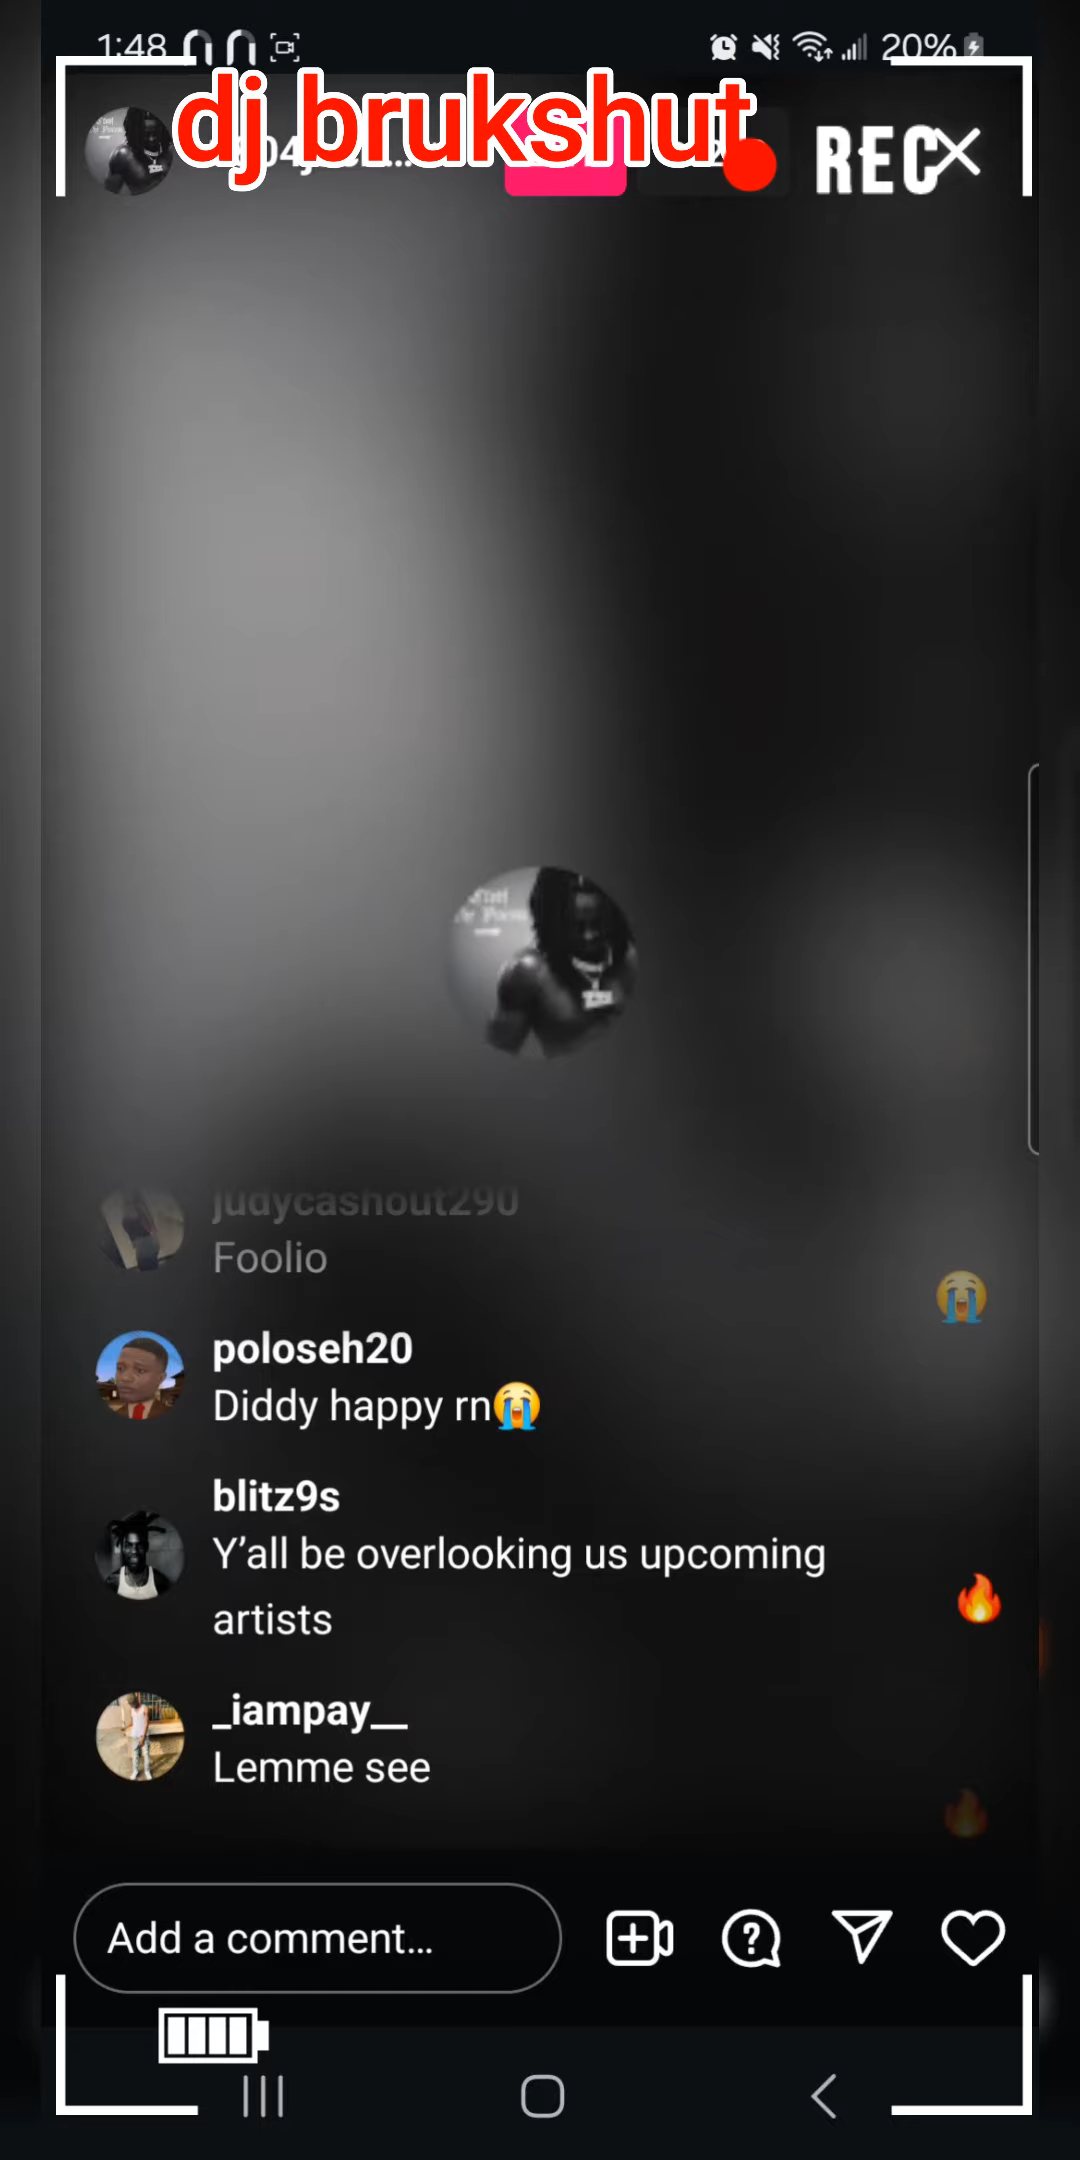 1:48
20%
dj brukshut
REC
judycashout290
Foolio
poloseh20
Diddy happy rn😭
blitz9s
Y’all be overlooking us upcoming
artists
_iampay__
Lemme see
Add a comment...